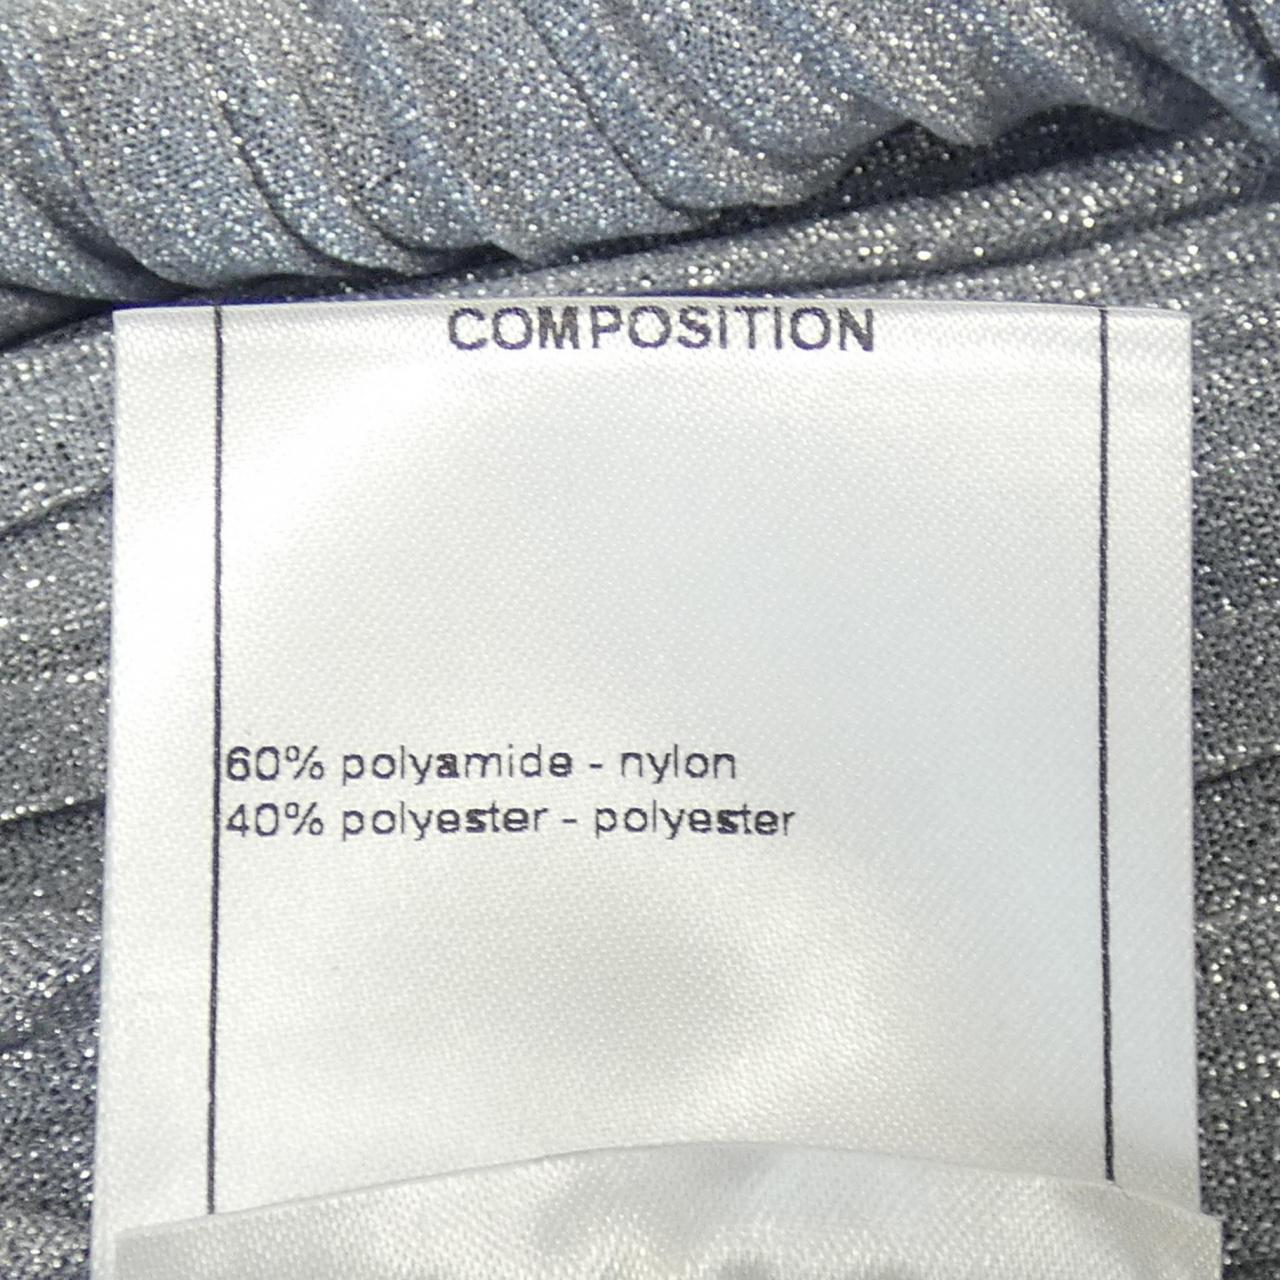 COMPOSITION
60% polyamide - nylon
40% polyester - polyester